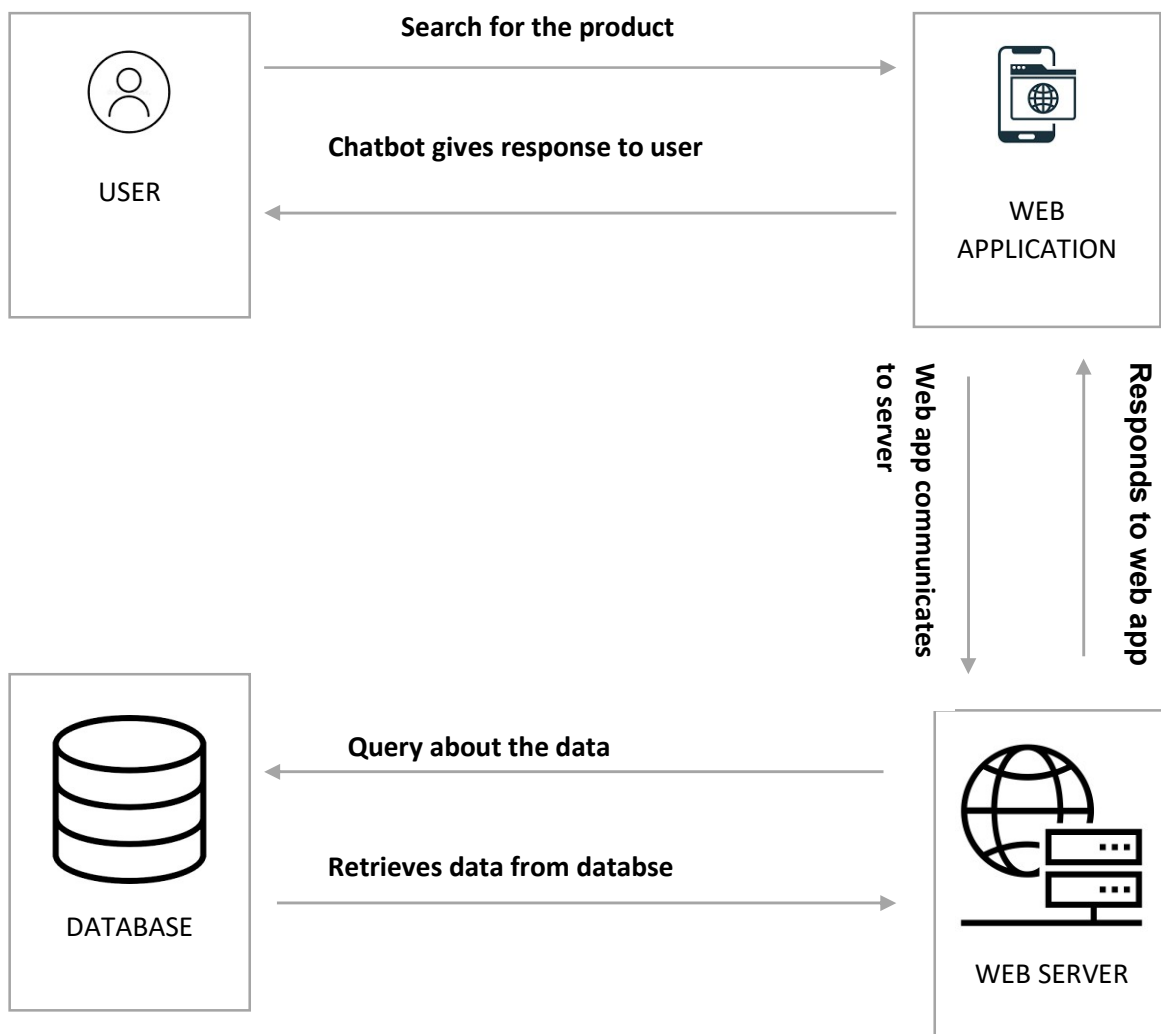 Search for the product
Chatbot gives response to user
USER
WEB
APPLICATION
Web app communicates
to server
Responds to web app
Query about the data
Retrieves data from databse
DATABASE
WEB SERVER